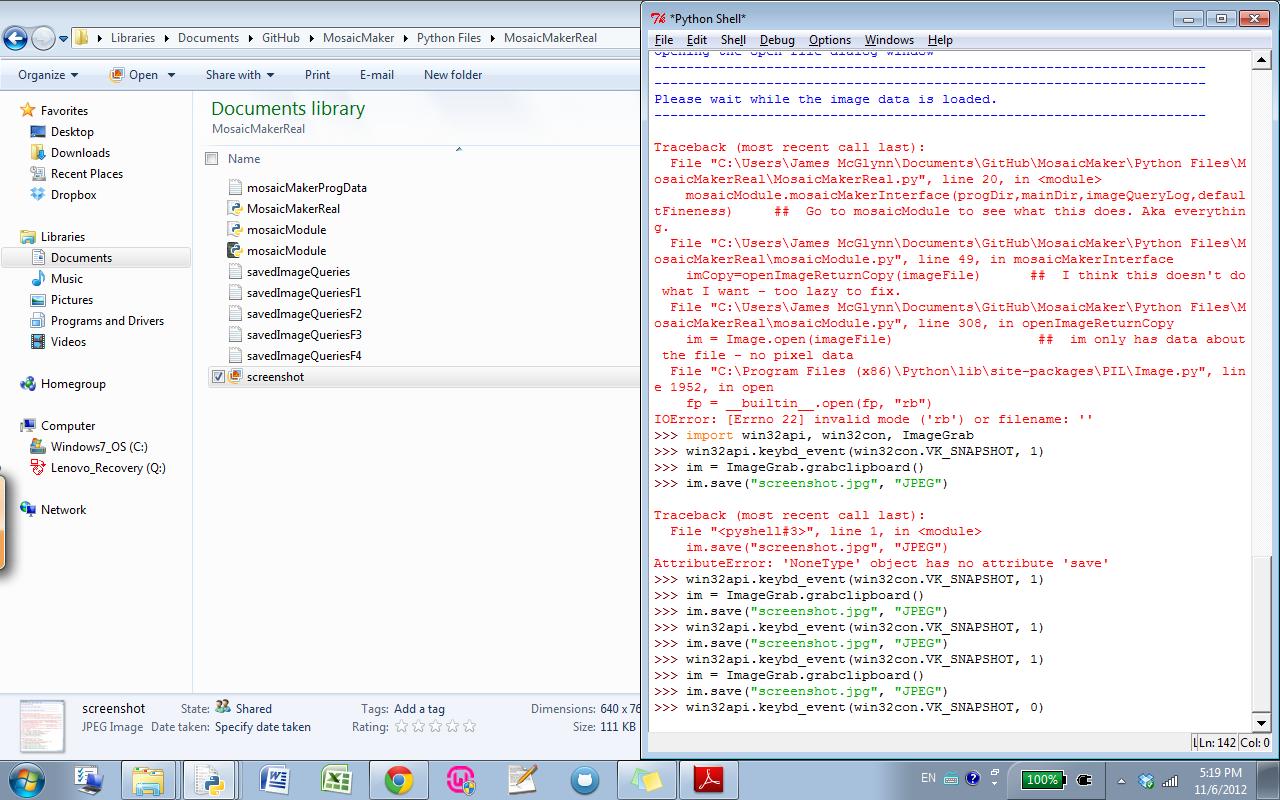 Libraries ▸ Documents ▸ GitHub ▸ MosaicMaker ▸ Python Files ▸ MosaicMakerReal
Organize Open Share with Print E-mail New folder
Favorites
Desktop
Downloads
Recent Places
Dropbox
Libraries
Documents
Music
Pictures
Programs and Drivers
Videos
Homegroup
Computer
Windows7_OS (C:)
Lenovo_Recovery (Q:)
Network
Documents library
MosaicMakerReal
Name
mosaicMakerProgData
MosaicMakerReal
mosaicModule
mosaicModule
savedImageQueries
savedImageQueriesF1
savedImageQueriesF2
savedImageQueriesF3
savedImageQueriesF4
screenshot
screenshot State: Shared Tags: Add a tag Dimensions: 640 x 76
JPEG Image Date taken: Specify date taken Rating: Size: 111 KB
*Python Shell*
File Edit Shell Debug Options Windows Help
Opening the open file dialog window
--------------------------------------------------------------------
--------------------------------------------------------------------
Please wait while the image data is loaded.
--------------------------------------------------------------------
Traceback (most recent call last):
  File "C:\Users\James McGlynn\Documents\GitHub\MosaicMaker\Python Files\M
osaicMakerReal\MosaicMakerReal.py", line 20, in <module>
    mosaicModule.mosaicMakerInterface(progDir,mainDir,imageQueryLog,defaul
tFineness)     ##  Go to mosaicModule to see what this does. Aka everythin
g.
  File "C:\Users\James McGlynn\Documents\GitHub\MosaicMaker\Python Files\M
osaicMakerReal\mosaicModule.py", line 49, in mosaicMakerInterface
    imCopy=openImageReturnCopy(imageFile)      ##  I think this doesn't do
 what I want - too lazy to fix.
  File "C:\Users\James McGlynn\Documents\GitHub\MosaicMaker\Python Files\M
osaicMakerReal\mosaicModule.py", line 308, in openImageReturnCopy
    im = Image.open(imageFile)                  ##  im only has data about
 the file - no pixel data
  File "C:\Program Files (x86)\Python\lib\site-packages\PIL\Image.py", lin
e 1952, in open
    fp = __builtin__.open(fp, "rb")
IOError: [Errno 22] invalid mode ('rb') or filename: ''
>>> import win32api, win32con, ImageGrab
>>> win32api.keybd_event(win32con.VK_SNAPSHOT, 1)
>>> im = ImageGrab.grabclipboard()
>>> im.save("screenshot.jpg", "JPEG")
Traceback (most recent call last):
  File "<pyshell#3>", line 1, in <module>
    im.save("screenshot.jpg", "JPEG")
AttributeError: 'NoneType' object has no attribute 'save'
>>> win32api.keybd_event(win32con.VK_SNAPSHOT, 1)
>>> im = ImageGrab.grabclipboard()
>>> im.save("screenshot.jpg", "JPEG")
>>> win32api.keybd_event(win32con.VK_SNAPSHOT, 1)
>>> im.save("screenshot.jpg", "JPEG")
>>> win32api.keybd_event(win32con.VK_SNAPSHOT, 1)
>>> im = ImageGrab.grabclipboard()
>>> im.save("screenshot.jpg", "JPEG")
>>> win32api.keybd_event(win32con.VK_SNAPSHOT, 0)
Ln: 142 Col: 0
EN 100% 5:19 PM
11/6/2012